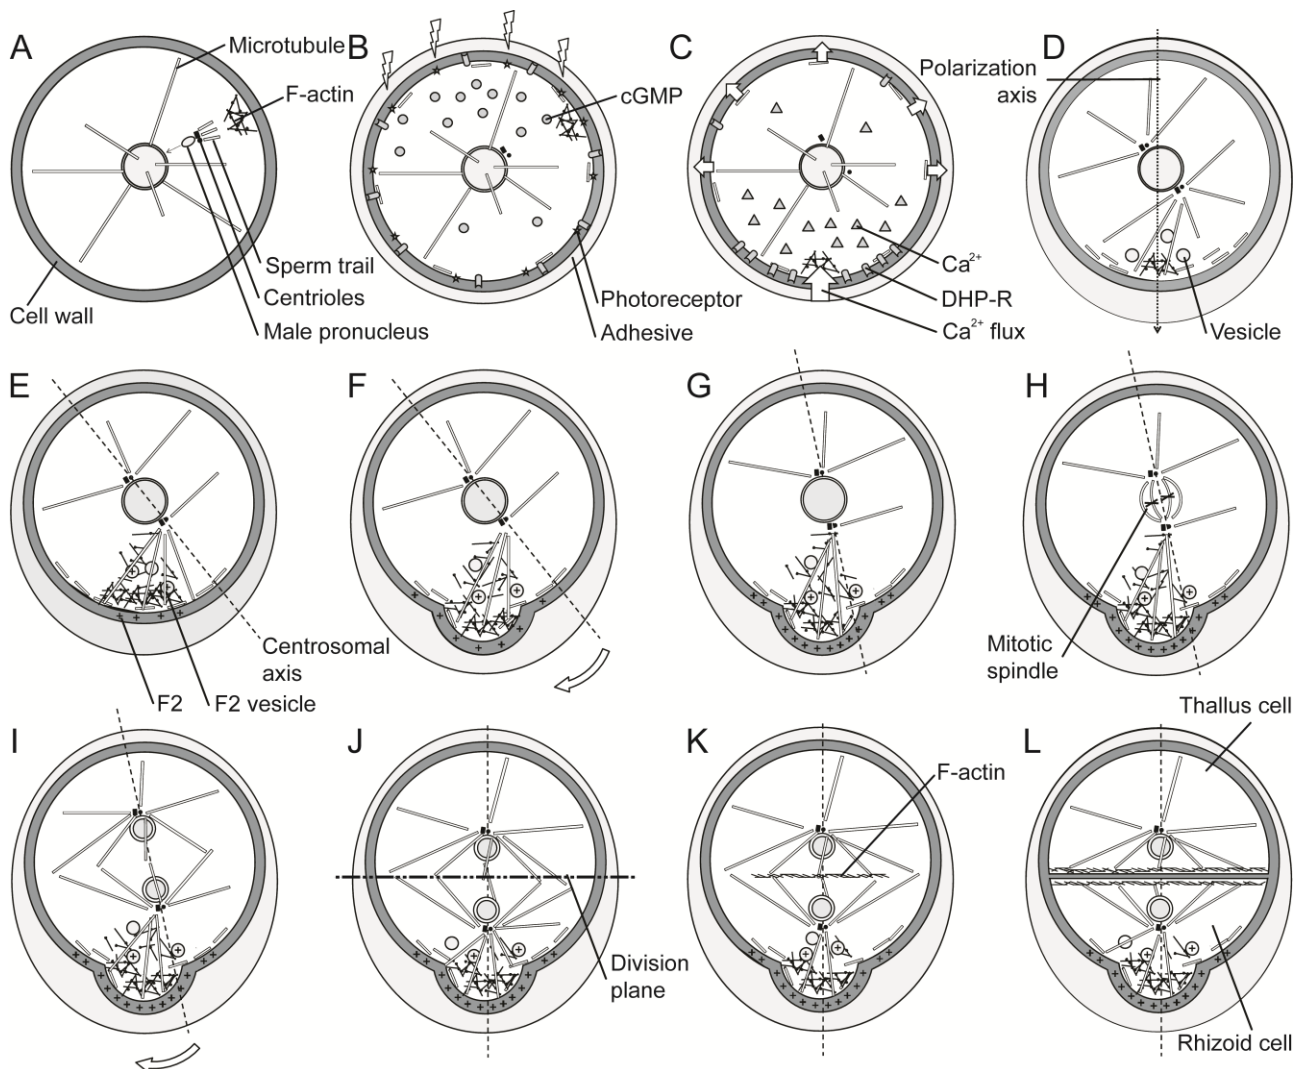 A
Microtubule
F-actin
Sperm trail
Centrioles
Male pronucleus
Cell wall
B
cGMP
Photoreceptor
Adhesive
C
Ca²⁺
DHP-R
Ca²⁺ flux
D
Polarization
axis
Vesicle
E
Centrosomal
axis
F2
F2 vesicle
F
G
H
Mitotic
spindle
I
J
Division
plane
K
F-actin
L
Thallus cell
Rhizoid cell